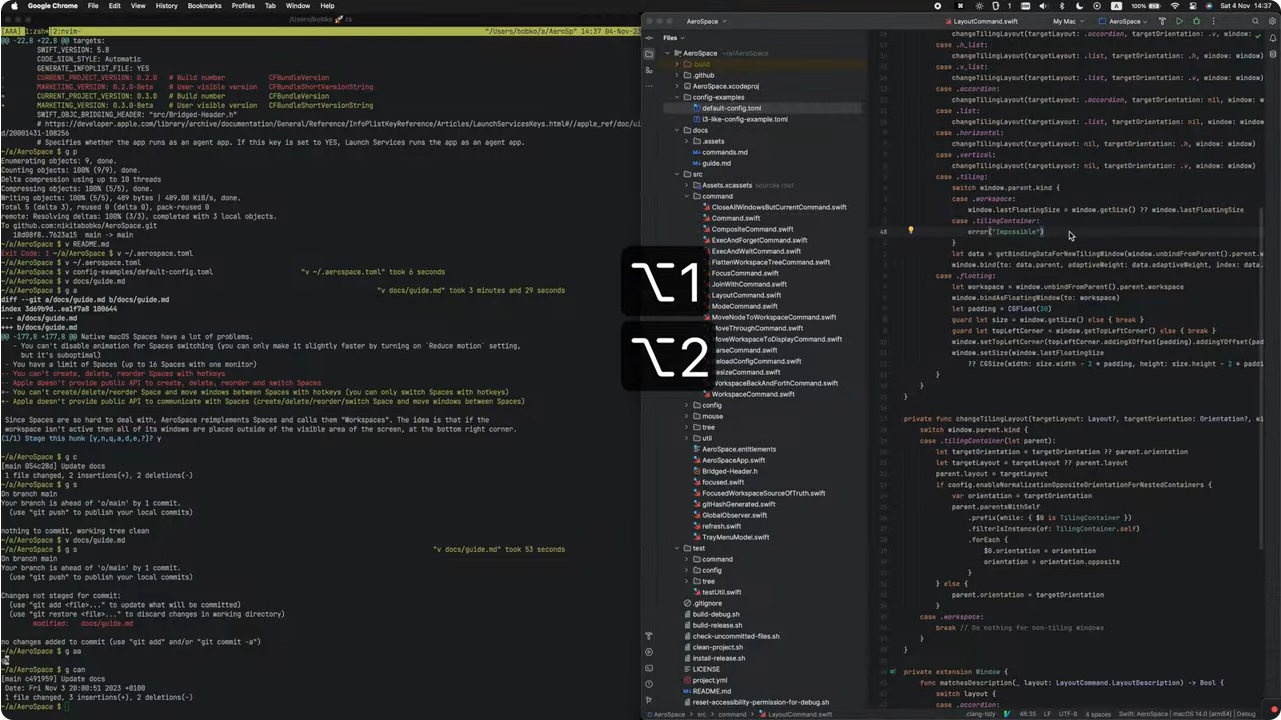 Google Chrome File Edit View History Bookmarks Profiles Tab Window Help
100% Sat 4 Nov 14:37
/Users/bobko
[AAA] 1:zsh* 2:nvim-
"/Users/bobko/a/AeroSp" 14:37 04-Nov-23
@@ -22,8 +22,8 @@ targets:
SWIFT_VERSION: 5.8
CODE_SIGN_STYLE: Automatic
GENERATE_INFOPLIST_FILE: YES
CURRENT_PROJECT_VERSION: 0.2.0 # Build number CFBundleVersion
MARKETING_VERSION: 0.2.0-Beta # User visible version CFBundleShortVersionString
CURRENT_PROJECT_VERSION: 0.3.0 # Build number CFBundleVersion
MARKETING_VERSION: 0.3.0-Beta # User visible version CFBundleShortVersionString
SWIFT_OBJC_BRIDGING_HEADER: "src/Bridged-Header.h"
# https://developer.apple.com/library/archive/documentation/General/Reference/InfoPlistKeyReference/Articles/LaunchServicesKeys.html#//apple_ref/doc/ui
d/20001431-108256
# Specifies whether the app runs as an agent app. If this key is set to YES, Launch Services runs the app as an agent app.
~/a/AeroSpace ❯ g p
Enumerating objects: 9, done.
Counting objects: 100% (9/9), done.
Delta compression using up to 10 threads
Compressing objects: 100% (5/5), done.
Writing objects: 100% (5/5), 489 bytes | 489.00 KiB/s, done.
Total 5 (delta 3), reused 0 (delta 0), pack-reused 0
remote: Resolving deltas: 100% (3/3), completed with 3 local objects.
To github.com:nikitabobko/AeroSpace.git
main -> main
~/a/AeroSpace ❯ v README.md
Exit Code: 1 ~/a/AeroSpace ❯ v ~/.aerospace.toml
~/a/AeroSpace ❯ v ~/.aerospace.toml
~/a/AeroSpace ❯ v config-examples/default-config.toml "v ~/.aerospace.toml" took 6 seconds
~/a/AeroSpace ❯ v docs/guide.md
~/a/AeroSpace ❯ g a "v docs/guide.md" took 3 minutes and 29 seconds
diff --git a/docs/guide.md b/docs/guide.md
index 3d69b9d..ea1f7a8 100644
--- a/docs/guide.md
+++ b/docs/guide.md
@@ -177,8 +177,8 @@ Native macOS Spaces have a lot of problems.
- You can't disable animation for Spaces switching (you can only make it slightly faster by turning on `Reduce motion` setting,
but it's suboptimal)
- You have a limit of Spaces (up to 16 Spaces with one monitor)
-- You can't create, delete, reorder and switch Spaces with hotkeys
-- Apple doesn't provide public API to create, delete, reorder and switch Spaces
+- You can't create/delete/reorder Space and move windows between Spaces with hotkeys (you can only switch Spaces with hotkeys)
+- Apple doesn't provide public API to communicate with Spaces (create/delete/reorder/switch Space and move windows between Spaces)
Since Spaces are so hard to deal with, AeroSpace reimplements Spaces and calls them "Workspaces". The idea is that if the
workspace isn't active then all of its windows are placed outside of the visible area of the screen, at the bottom right corner.
(1/1) Stage this hunk [y,n,q,a,d,e,?]? y
~/a/AeroSpace ❯ g c
[main 054c28d] Update docs
1 file changed, 2 insertions(+), 2 deletions(-)
~/a/AeroSpace ❯ g s
On branch main
Your branch is ahead of 'o/main' by 1 commit.
(use "git push" to publish your local commits)
nothing to commit, working tree clean
~/a/AeroSpace ❯ v docs/guide.md
~/a/AeroSpace ❯ g s "v docs/guide.md" took 53 seconds
On branch main
Your branch is ahead of 'o/main' by 1 commit.
(use "git push" to publish your local commits)
Changes not staged for commit:
(use "git add <file>..." to update what will be committed)
(use "git restore <file>..." to discard changes in working directory)
modified: docs/guide.md
no changes added to commit (use "git add" and/or "git commit -a")
~/a/AeroSpace ❯ g aa
~/a/AeroSpace ❯ g can
[main c491959] Update docs
Date: Fri Nov 3 20:00:51 2023 +0100
1 file changed, 3 insertions(+), 2 deletions(-)
~/a/AeroSpace ❯
⌥1
⌥2
AeroSpace LayoutCommand.swift My Mac AeroSpace
Files
AeroSpace ~/a/AeroSpace
.build
.github
AeroSpace.xcodeproj
config-examples
default-config.toml
i3-like-config-example.toml
docs
.assets
commands.md
guide.md
src
Assets.xcassets sources root
command
CloseAllWindowsButCurrentCommand.swift
Command.swift
CompositeCommand.swift
ExecAndForgetCommand.swift
ExecAndWaitCommand.swift
FlattenWorkspaceTreeCommand.swift
FocusCommand.swift
JoinWithCommand.swift
LayoutCommand.swift
ModeCommand.swift
MoveNodeToWorkspaceCommand.swift
MoveThroughCommand.swift
MoveWorkspaceToDisplayCommand.swift
arseCommand.swift
eloadConfigCommand.swift
esizeCommand.swift
WorkspaceBackAndForthCommand.swift
WorkspaceCommand.swift
config
mouse
tree
util
AeroSpace.entitlements
AeroSpaceApp.swift
Bridged-Header.h
focused.swift
FocusedWorkspaceSourceOfTruth.swift
gitHashGenerated.swift
GlobalObserver.swift
refresh.swift
TrayMenuModel.swift
test
command
config
tree
testUtil.swift
.gitignore
build-debug.sh
build-release.sh
check-uncommitted-files.sh
clean-project.sh
install-release.sh
LICENSE
project.yml
README.md
reset-accessibility-permission-for-debug.sh
changeTilingLayout(targetLayout: .accordion, targetOrientation: .v, window:
case .h_list:
changeTilingLayout(targetLayout: .list, targetOrientation: .h, window: window)
case .v_list:
changeTilingLayout(targetLayout: .list, targetOrientation: .v, window: window)
case .accordion:
changeTilingLayout(targetLayout: .accordion, targetOrientation: nil, window: w
case .list:
changeTilingLayout(targetLayout: .list, targetOrientation: nil, window: window
case .horizontal:
changeTilingLayout(targetLayout: nil, targetOrientation: .h, window: window)
case .vertical:
changeTilingLayout(targetLayout: nil, targetOrientation: .v, window: window)
case .tiling:
switch window.parent.kind {
case .workspace:
window.lastFloatingSize = window.getSize() ?? window.lastFloatingSize
case .tilingContainer:
48 error("Impossible")
}
let data = getBindingDataForNewTilingWindow(window.unbindFromParent().parent.w
window.bind(to: data.parent, adaptiveWeight: data.adaptiveWeight, index: data.
case .floating:
let workspace = window.unbindFromParent().parent.workspace
window.bindAsFloatingWindow(to: workspace)
let padding = CGFloat(30)
guard let size = window.getSize() else { break }
guard let topLeftCorner = window.getTopLeftCorner() else { break }
window.setTopLeftCorner(topLeftCorner.addingXOffset(padding).addingYOffset(pad
window.setSize(window.lastFloatingSize
?? CGSize(width: size.width - 2 * padding, height: size.height - 2 * paddi
}
}
}
private func changeTilingLayout(targetLayout: Layout?, targetOrientation: Orientation?, wi
switch window.parent.kind {
case .tilingContainer(let parent):
let targetOrientation = targetOrientation ?? parent.orientation
let targetLayout = targetLayout ?? parent.layout
parent.layout = targetLayout
if config.enableNormalizationOppositeOrientationForNestedContainers {
var orientation = targetOrientation
parent.parentsWithSelf
.prefix(while: { $0 is TilingContainer })
.filterIsInstance(of: TilingContainer.self)
.forEach {
$0.orientation = orientation
orientation = orientation.opposite
}
} else {
parent.orientation = targetOrientation
}
case .workspace:
break // Do nothing for non-tiling windows
}
}
private extension Window {
func matchesDescription(_ layout: LayoutCommand.LayoutDescription) -> Bool {
switch layout {
case .accordion:
AeroSpace > src > command > LayoutCommand.swift .clang-tidy 48:35 LF UTF-8 4 spaces Swift: AeroSpace | macOS14.0 [arm64] | Debug